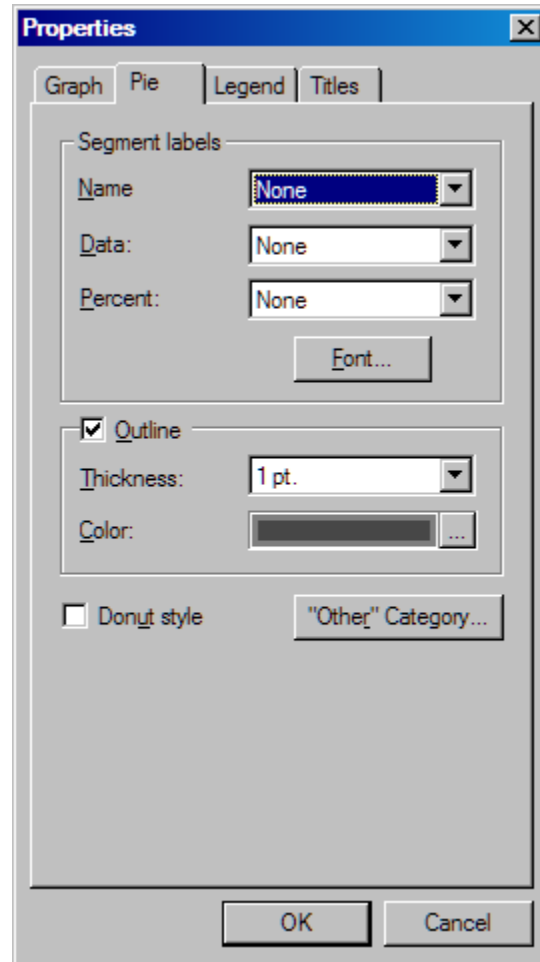 Properties
Graph Pie Legend Titles
Segment labels
Name None
Data: None
Percent: None
Font...
Outline
Thickness: 1 pt.
Color: ...
Donut style "Other" Category...
OK Cancel